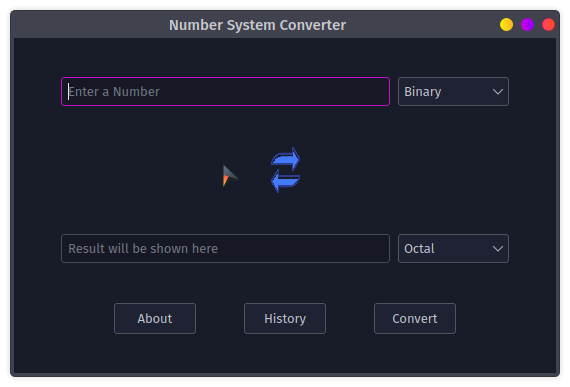 Number System Converter
Enter a Number Binary
Result will be shown here Octal
About History Convert